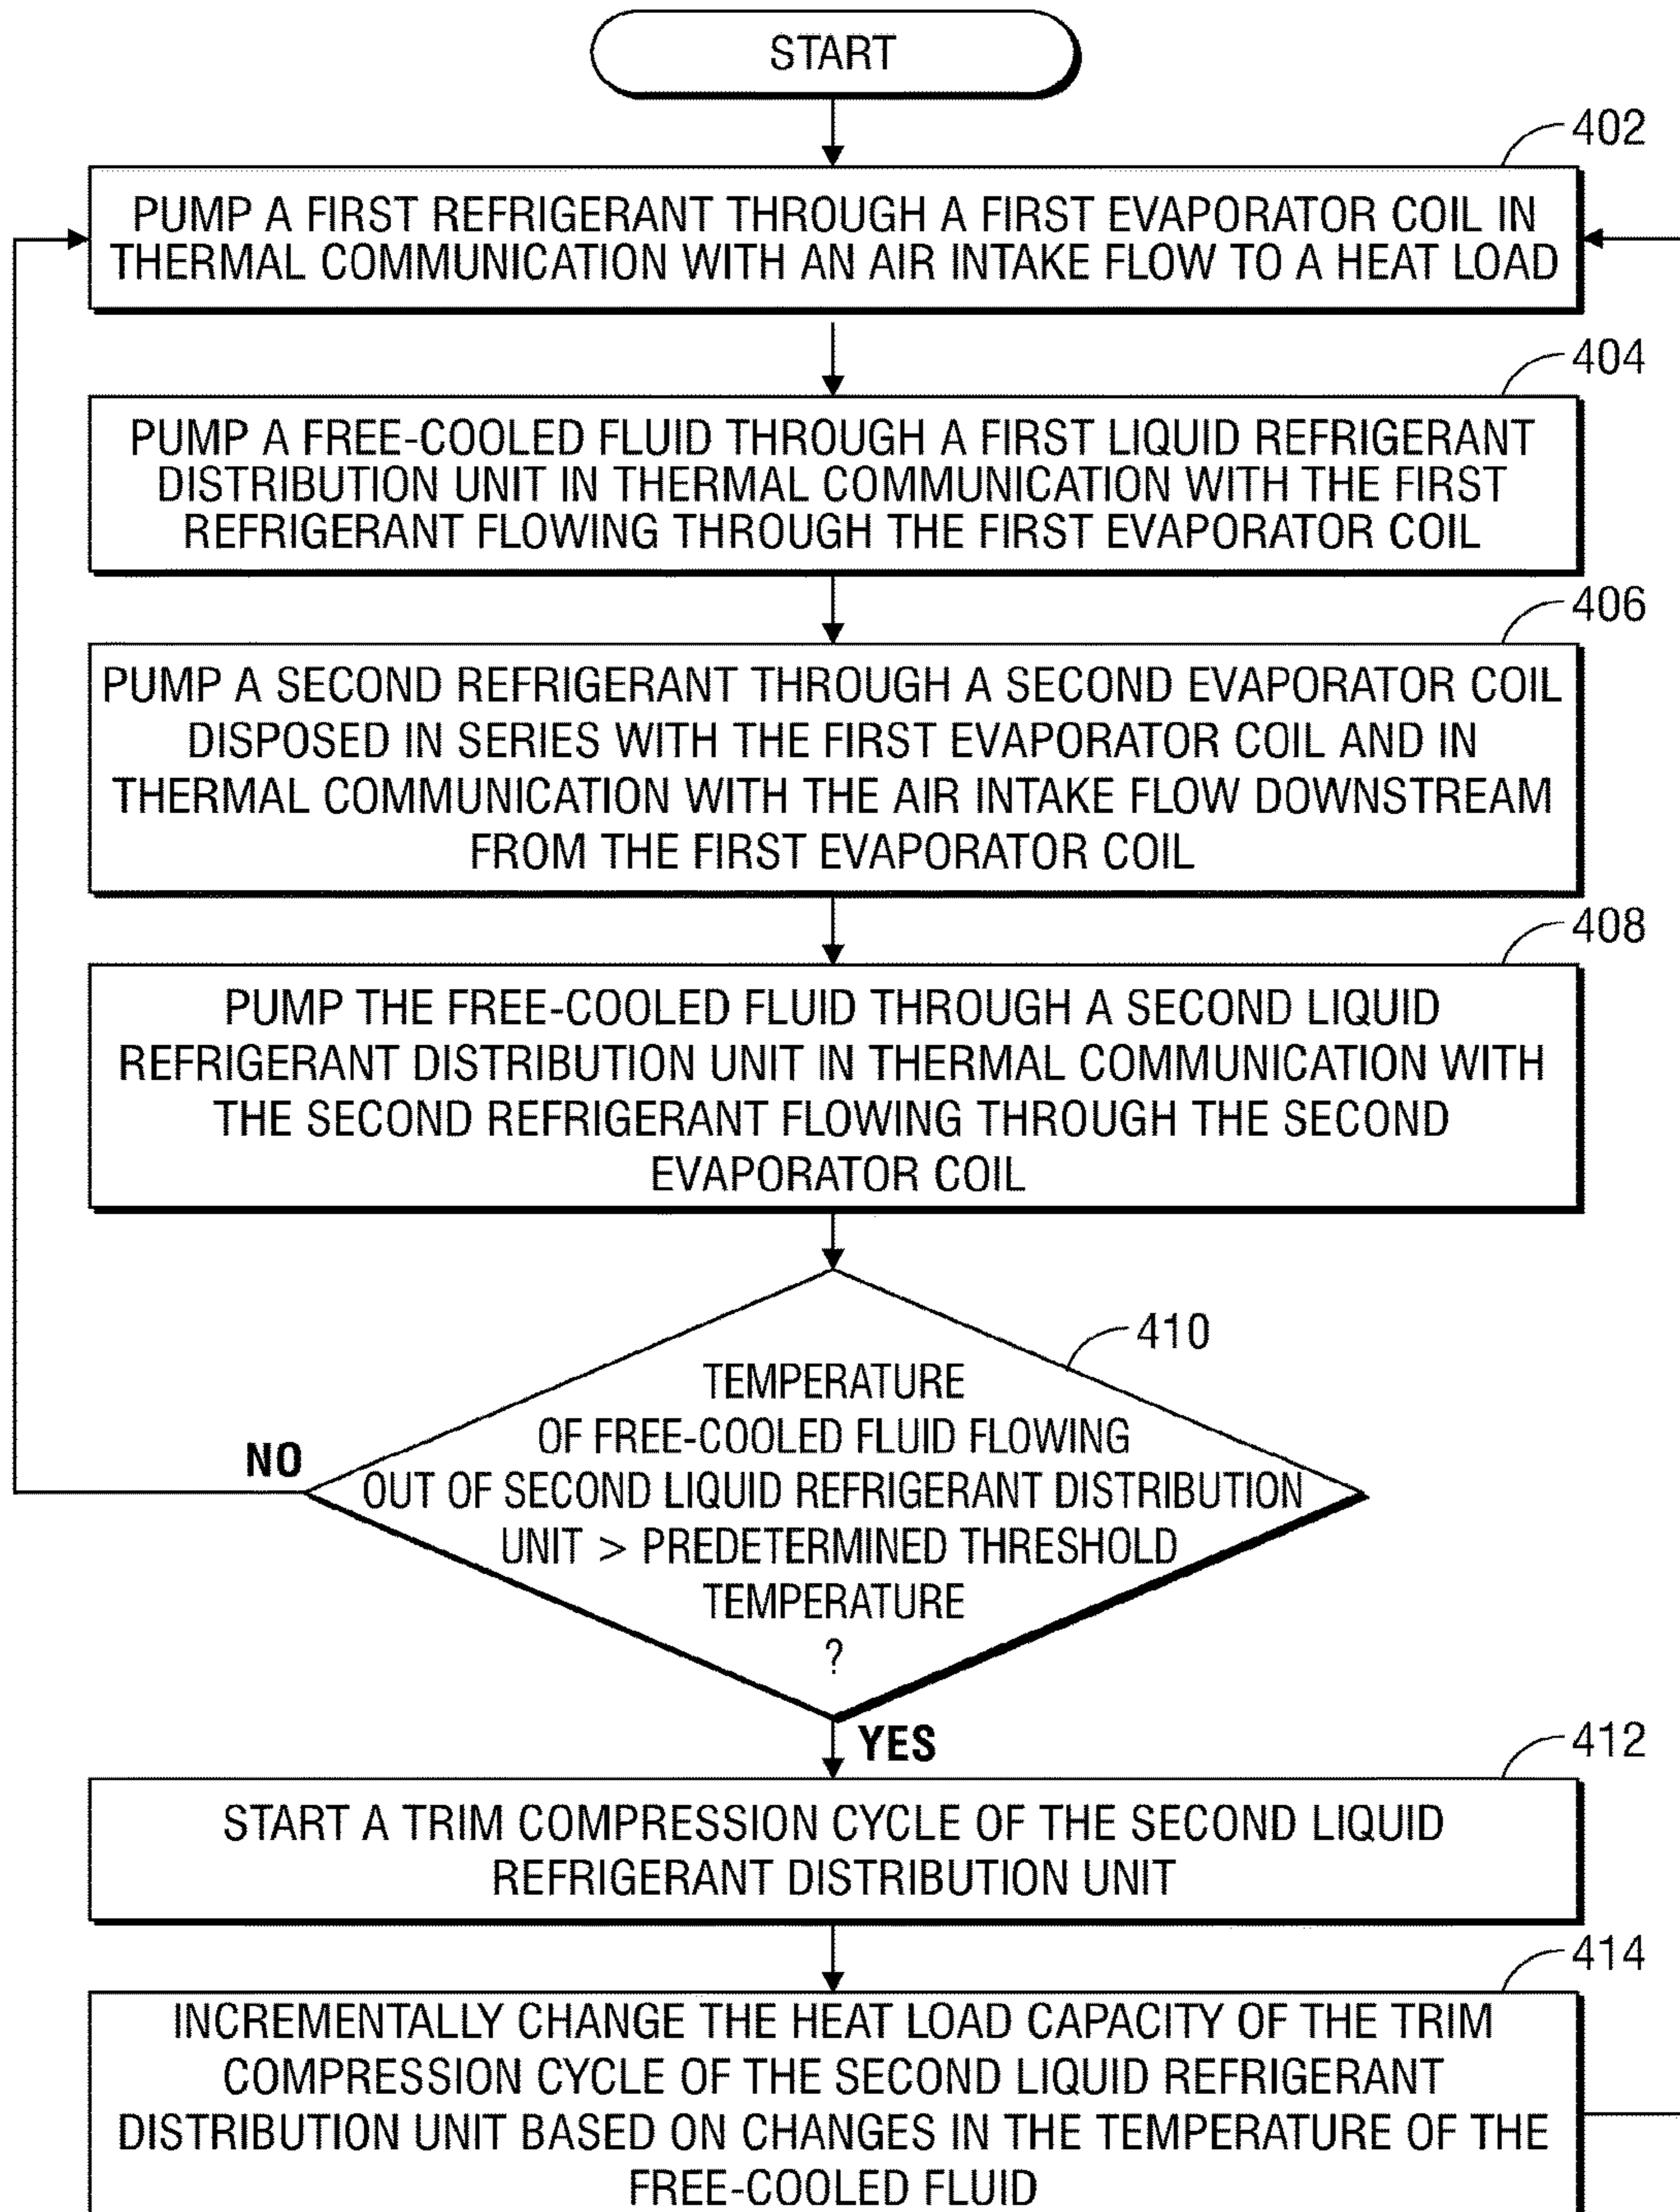 START
402
PUMP A FIRST REFRIGERANT THROUGH A FIRST EVAPORATOR COIL IN
THERMAL COMMUNICATION WITH AN AIR INTAKE FLOW TO A HEAT LOAD
404
PUMP A FREE-COOLED FLUID THROUGH A FIRST LIQUID REFRIGERANT
DISTRIBUTION UNIT IN THERMAL COMMUNICATION WITH THE FIRST
REFRIGERANT FLOWING THROUGH THE FIRST EVAPORATOR COIL
406
PUMP A SECOND REFRIGERANT THROUGH A SECOND EVAPORATOR COIL
DISPOSED IN SERIES WITH THE FIRST EVAPORATOR COIL AND IN
THERMAL COMMUNICATION WITH THE AIR INTAKE FLOW DOWNSTREAM
FROM THE FIRST EVAPORATOR COIL
408
PUMP THE FREE-COOLED FLUID THROUGH A SECOND LIQUID
REFRIGERANT DISTRIBUTION UNIT IN THERMAL COMMUNICATION WITH
THE SECOND REFRIGERANT FLOWING THROUGH THE SECOND
EVAPORATOR COIL
410
TEMPERATURE
OF FREE-COOLED FLUID FLOWING
OUT OF SECOND LIQUID REFRIGERANT DISTRIBUTION
UNIT > PREDETERMINED THRESHOLD
TEMPERATURE
?
NO
YES
412
START A TRIM COMPRESSION CYCLE OF THE SECOND LIQUID
REFRIGERANT DISTRIBUTION UNIT
414
INCREMENTALLY CHANGE THE HEAT LOAD CAPACITY OF THE TRIM
COMPRESSION CYCLE OF THE SECOND LIQUID REFRIGERANT
DISTRIBUTION UNIT BASED ON CHANGES IN THE TEMPERATURE OF THE
FREE-COOLED FLUID